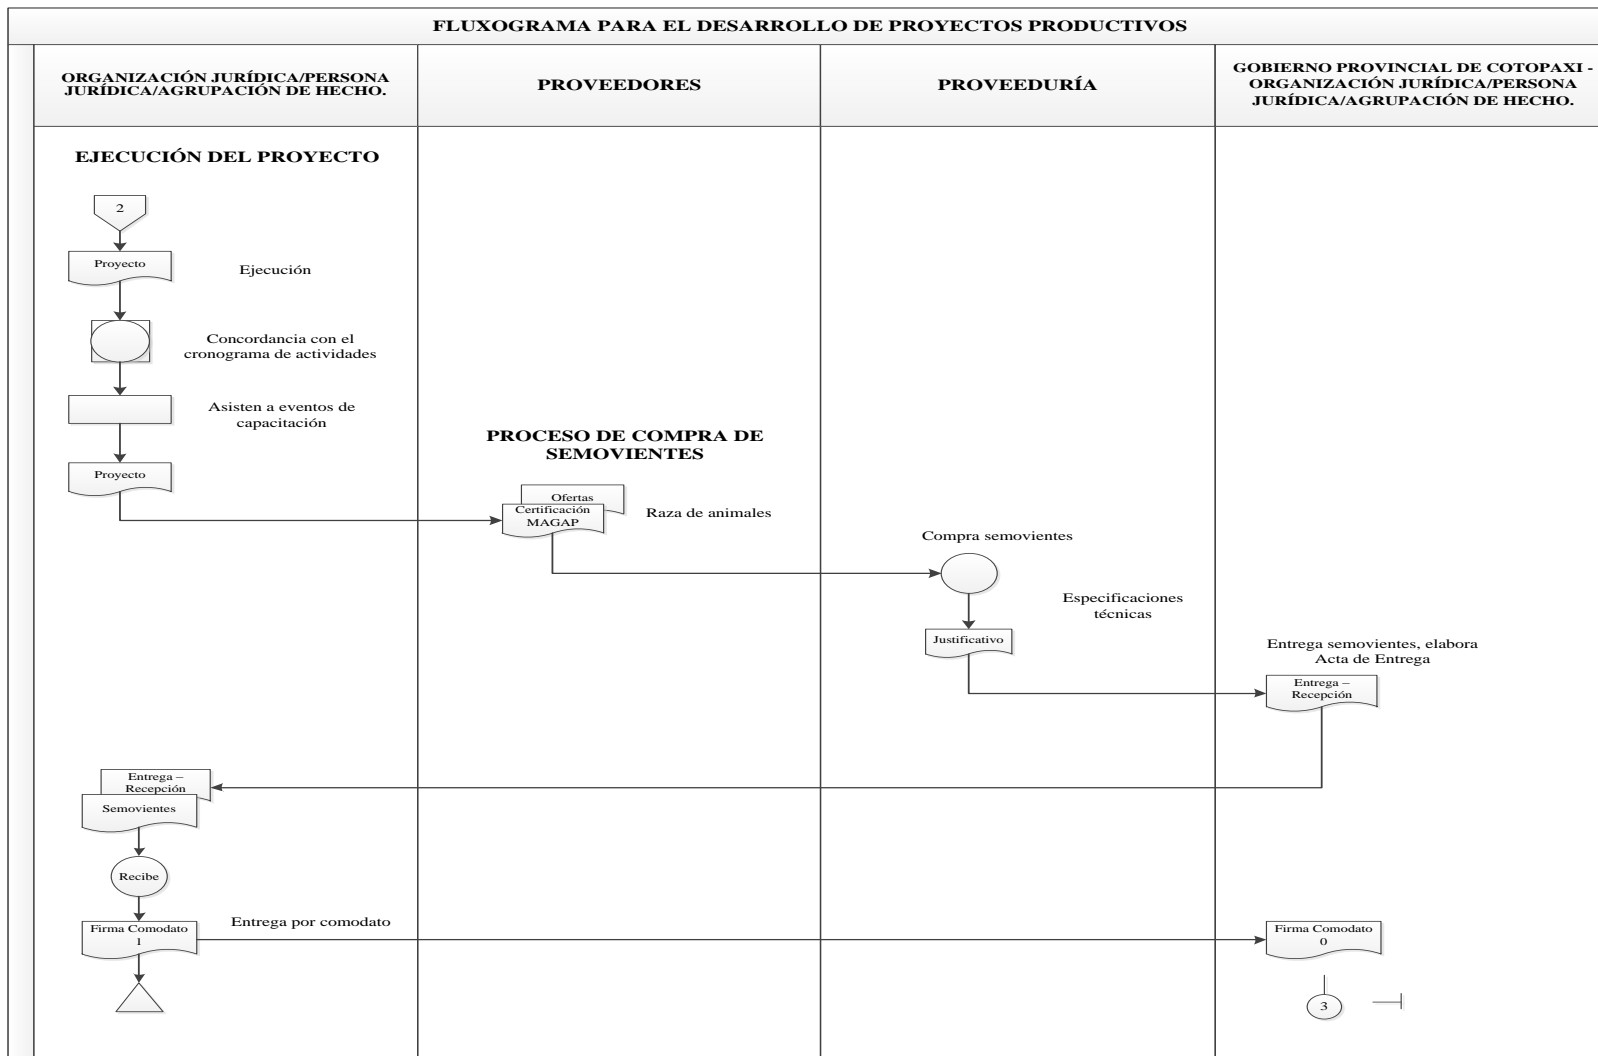 FLUXOGRAMA PARA EL DESARROLLO DE PROYECTOS PRODUCTIVOS
ORGANIZACIÓN JURÍDICA/PERSONA
JURÍDICA/AGRUPACIÓN DE HECHO.
PROVEEDORES
PROVEEDURÍA
GOBIERNO PROVINCIAL DE COTOPAXI -
ORGANIZACIÓN JURÍDICA/PERSONA
JURÍDICA/AGRUPACIÓN DE HECHO.
EJECUCIÓN DEL PROYECTO
2
Proyecto
Ejecución
Concordancia con el
cronograma de actividades
Asisten a eventos de
capacitación
Proyecto
PROCESO DE COMPRA DE
SEMOVIENTES
Ofertas
Certificación
MAGAP
Raza de animales
Compra semovientes
Especificaciones
técnicas
Justificativo
Entrega semovientes, elabora
Acta de Entrega
Entrega –
Recepción
Entrega –
Recepción
Semovientes
Recibe
Firma Comodato
1
Entrega por comodato
Firma Comodato
0
3